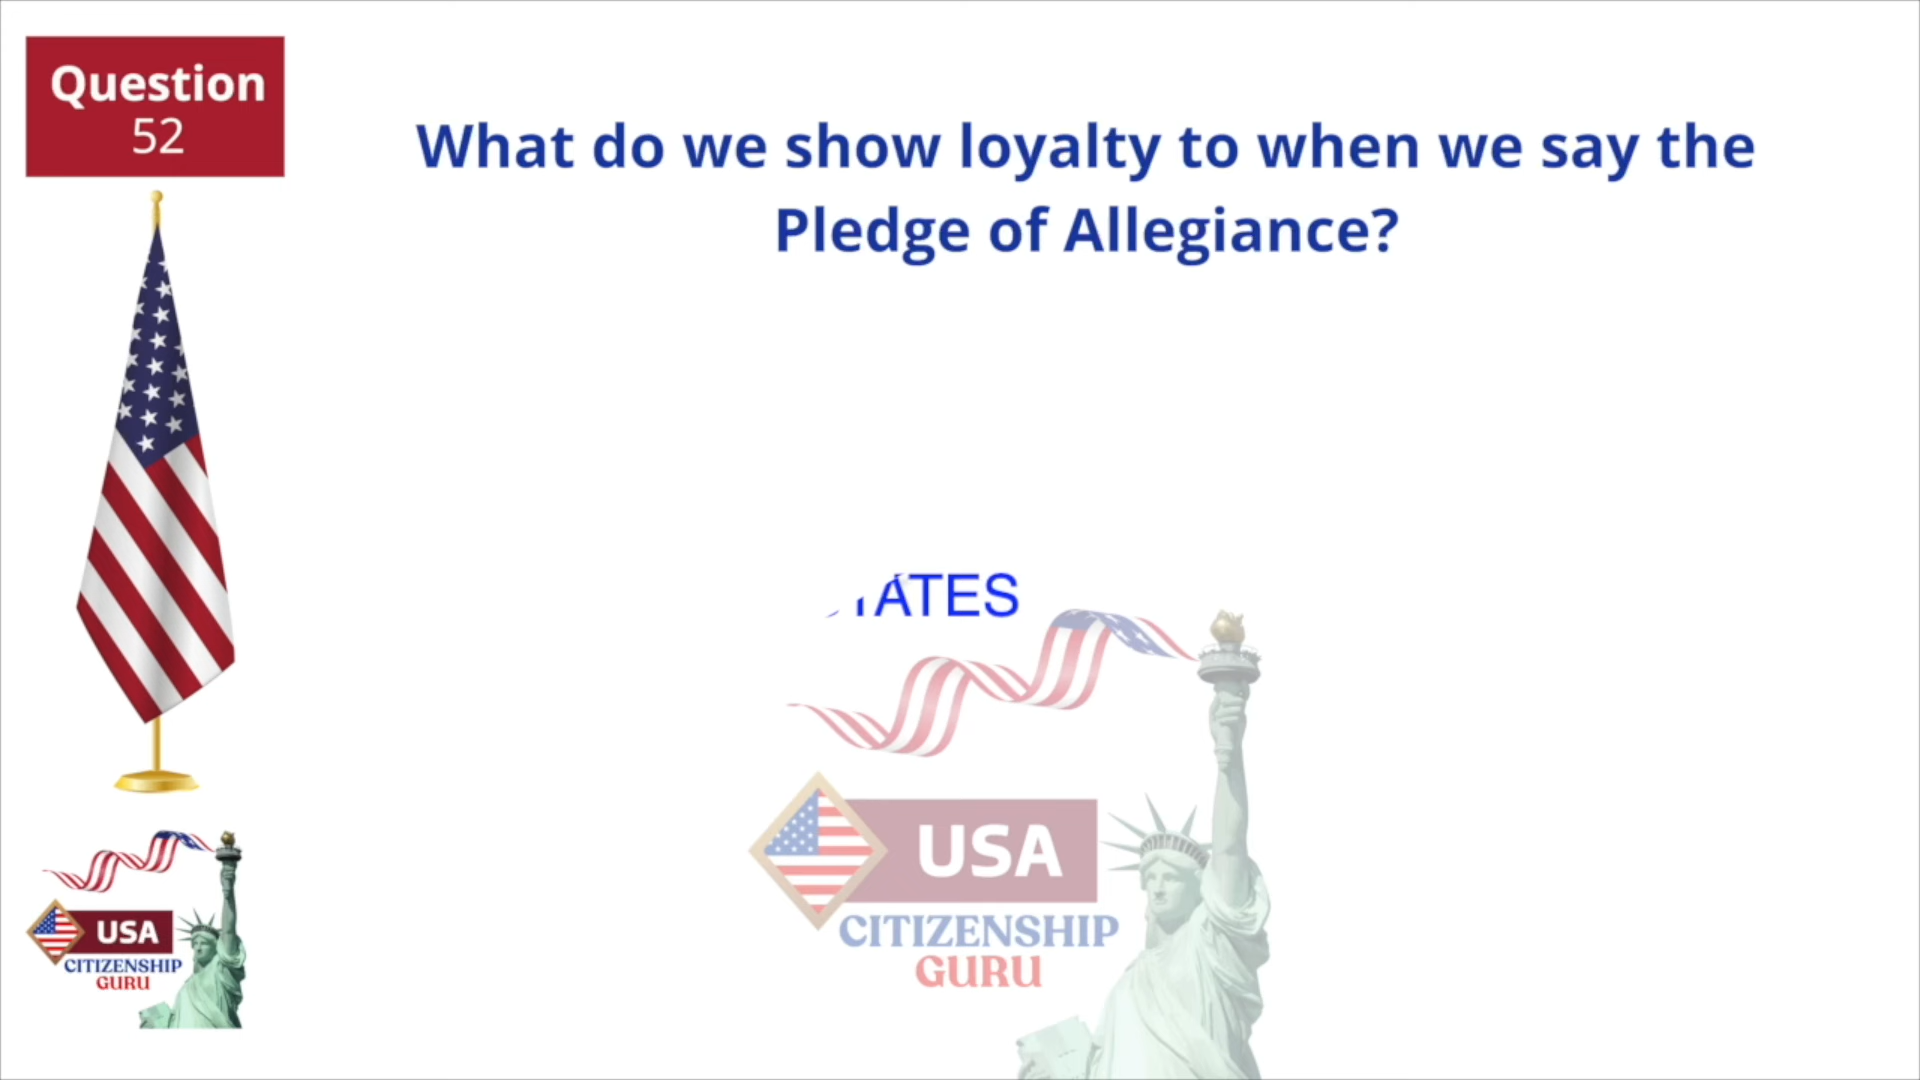 Question
52
What do we show loyalty to when we say the
Pledge of Allegiance?
TATES
USA
CITIZENSHIP
GURU
USA
CITIZENSHIP
GURU